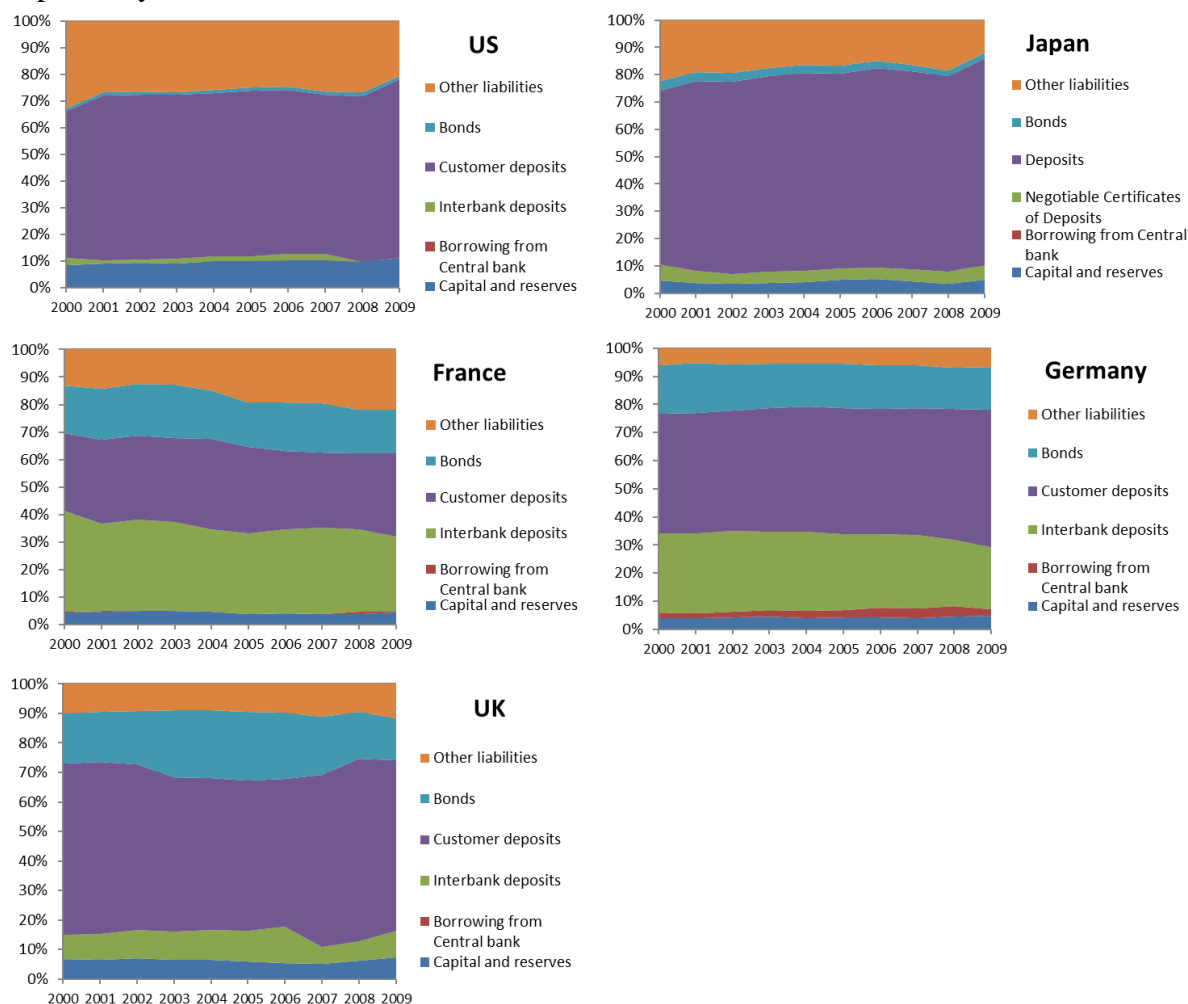 US
100%
90%
80%
70%
60%
50%
40%
30%
20%
10%
0%
2000 2001 2002 2003 2004 2005 2006 2007 2008 2009
Other liabilities
Bonds
Customer deposits
Interbank deposits
Borrowing from
Central bank
Capital and reserves
Japan
100%
90%
80%
70%
60%
50%
40%
30%
20%
10%
0%
2000 2001 2002 2003 2004 2005 2006 2007 2008 2009
Other liabilities
Bonds
Deposits
Negotiable Certificates
of Deposits
Borrowing from Central
bank
Capital and reserves
France
100%
90%
80%
70%
60%
50%
40%
30%
20%
10%
0%
2000 2001 2002 2003 2004 2005 2006 2007 2008 2009
Other liabilities
Bonds
Customer deposits
Interbank deposits
Borrowing from
Central bank
Capital and reserves
Germany
100%
90%
80%
70%
60%
50%
40%
30%
20%
10%
0%
2000 2001 2002 2003 2004 2005 2006 2007 2008 2009
Other liabilities
Bonds
Customer deposits
Interbank deposits
Borrowing from
Central bank
Capital and reserves
UK
100%
90%
80%
70%
60%
50%
40%
30%
20%
10%
0%
2000 2001 2002 2003 2004 2005 2006 2007 2008 2009
Other liabilities
Bonds
Customer deposits
Interbank deposits
Borrowing from
Central bank
Capital and reserves